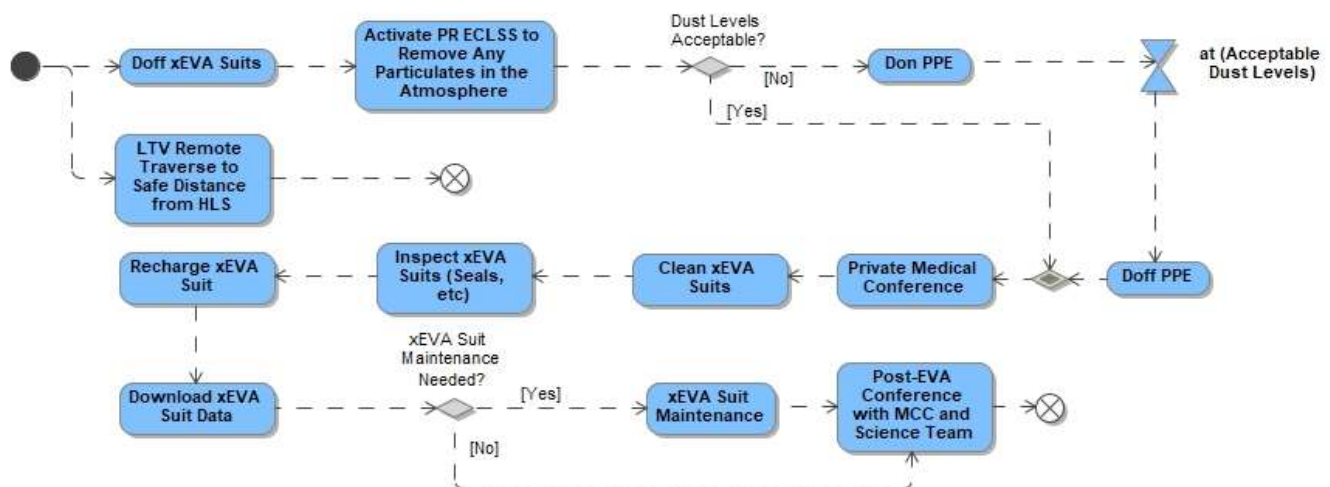 Doff xEVA Suits
Activate PR ECLSS to
Remove Any
Particulates in the
Atmosphere
Dust Levels
Acceptable?
[No]
[Yes]
Don PPE
at (Acceptable
Dust Levels)
LTV Remote
Traverse to
Safe Distance
from HLS
Doff PPE
Private Medical
Conference
Clean xEVA
Suits
Inspect xEVA
Suits (Seals,
etc)
Recharge xEVA
Suit
Download xEVA
Suit Data
xEVA Suit
Maintenance
Needed?
[Yes]
[No]
xEVA Suit
Maintenance
Post-EVA
Conference
with MCC and
Science Team